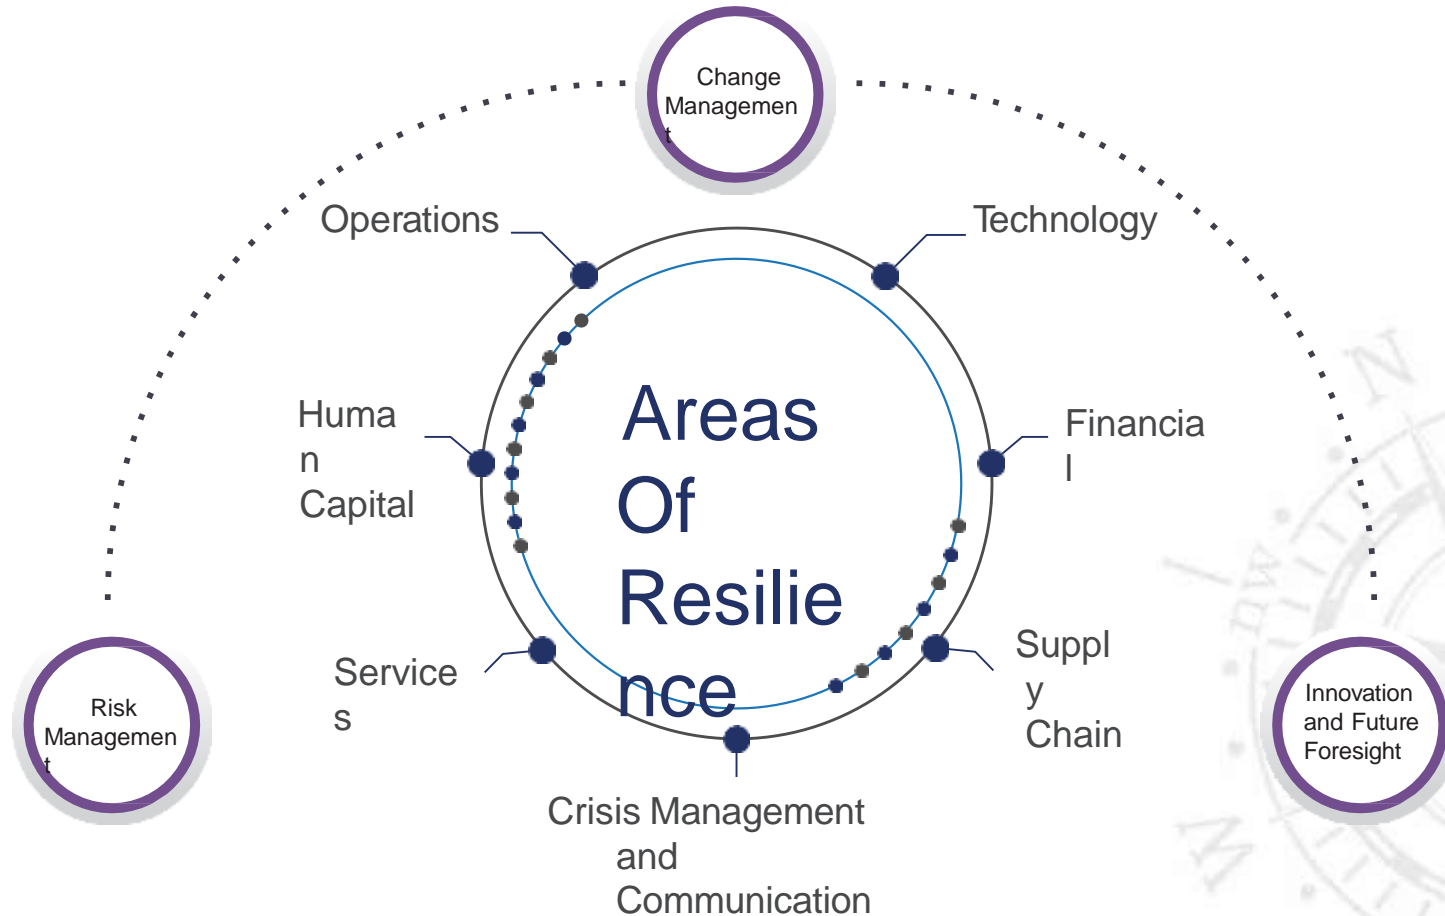 Change
Managemen
t
Operations
Technology
Huma
n
Capital
Areas
Of
Resilie
nce
Financia
l
Service
s
Suppl
y
Chain
Risk
Managemen
t
Innovation
and Future
Foresight
Crisis Management
and
Communication
N
NW
W